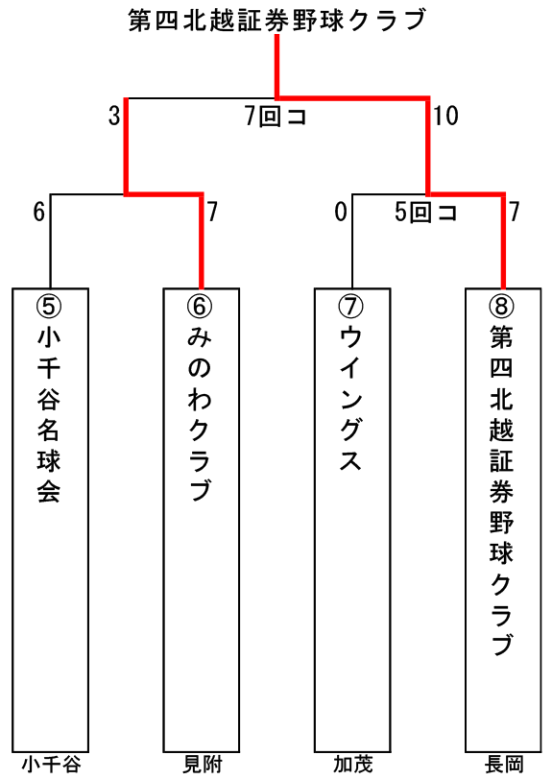 第四北越証券野球クラブ
3
7回コ
10
6
7
0
5回コ
7
⑤小千谷名球会
⑥みのわクラブ
⑦ウイングス
⑧第四北越証券野球クラブ
小千谷
見附
加茂
長岡